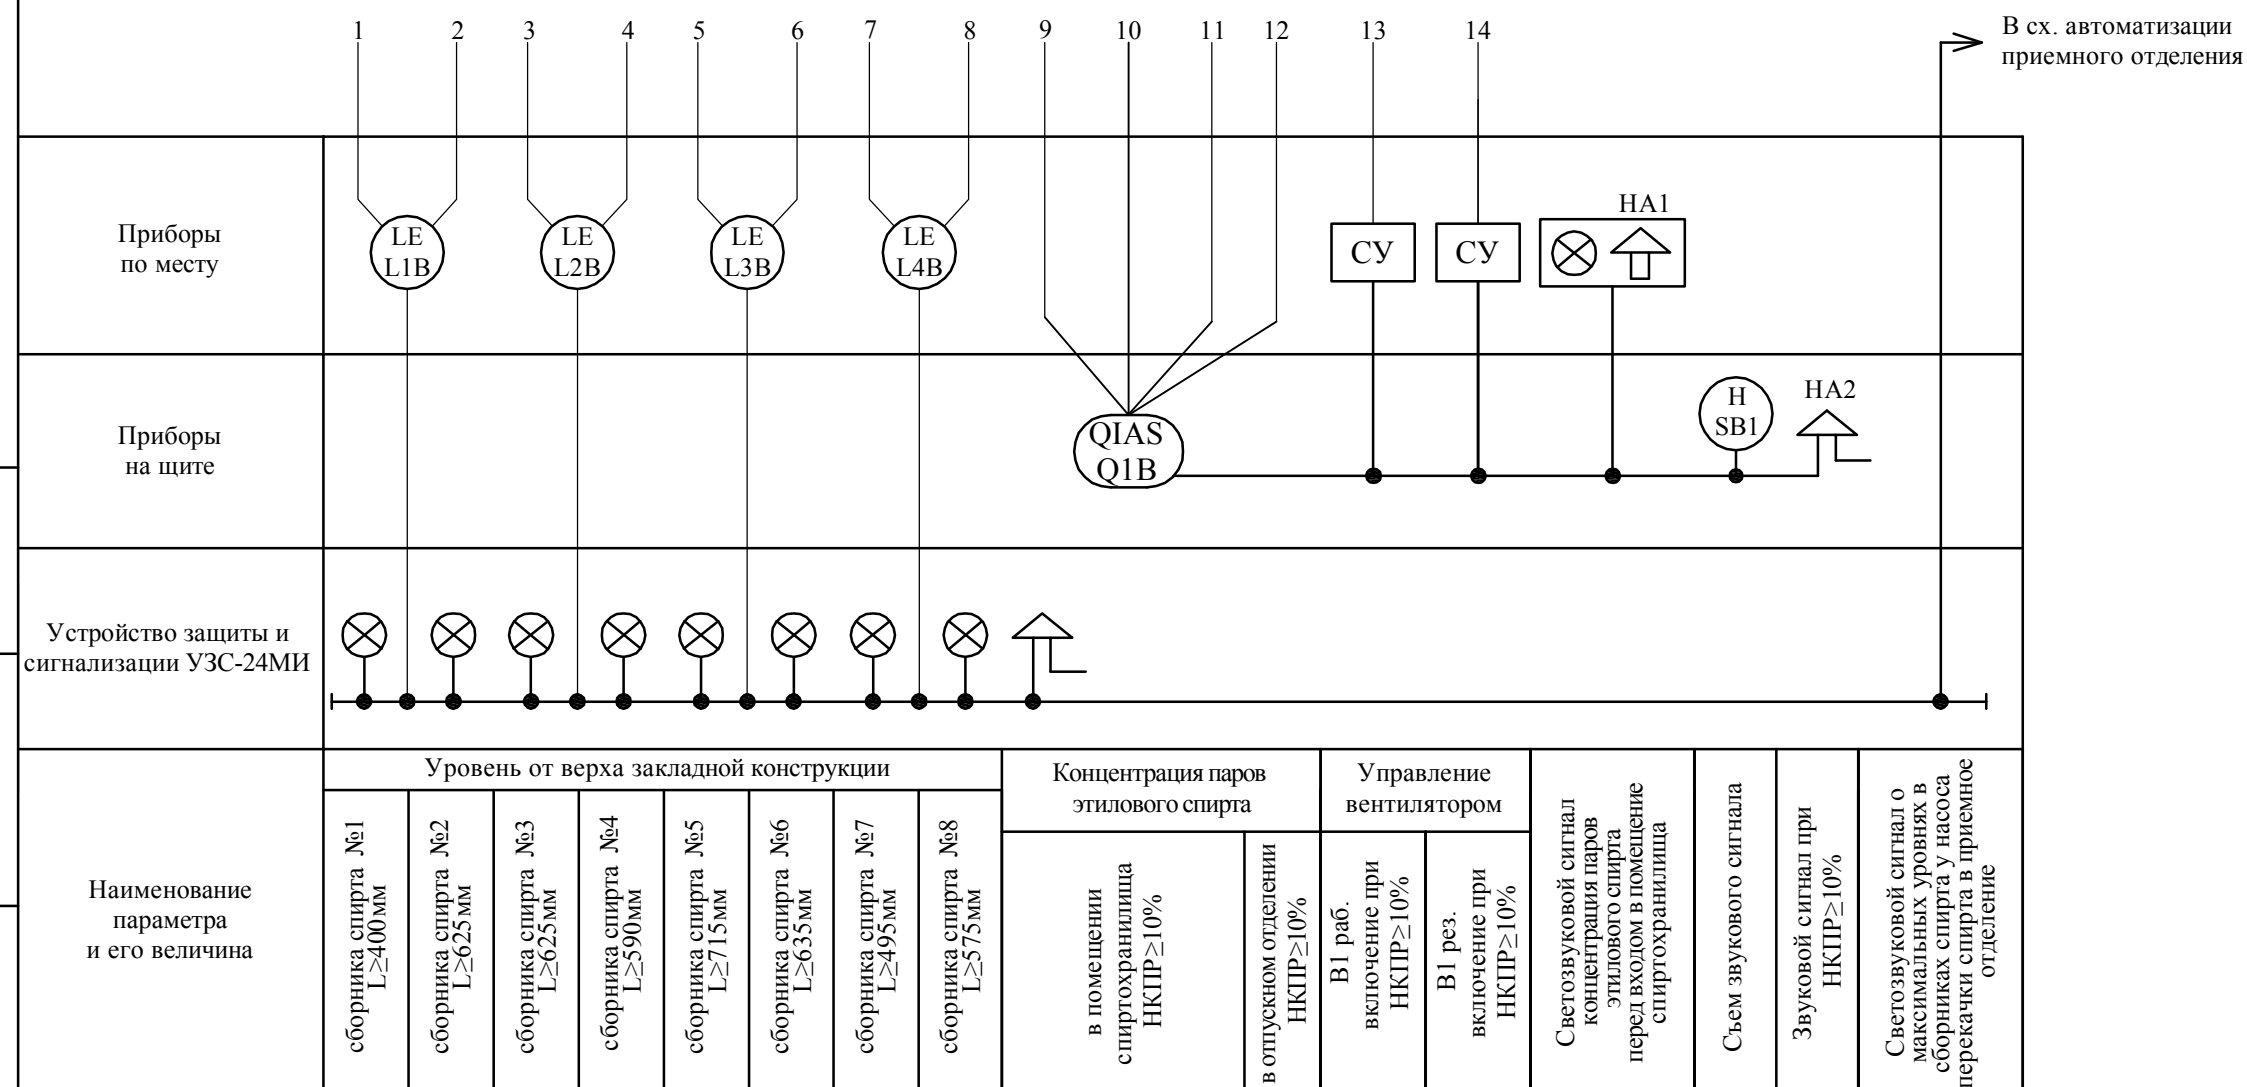 1 2 3 4 5 6 7 8 9 10 11 12 13 14
В сх. автоматизации
приемного отделения
Приборы
по месту
LE
L1B
LE
L2B
LE
L3B
LE
L4B
СУ
СУ
HA1
Приборы
на щите
QIAS
Q1B
H
SB1
HA2
Устройство защиты и
сигнализации УЗС-24МИ
Наименование
параметра
и его величина
Уровень от верха закладной конструкции
сборника спирта №1
L≥400мм
сборника спирта №2
L≥625мм
сборника спирта №3
L≥625мм
сборника спирта №4
L≥590мм
сборника спирта №5
L≥715мм
сборника спирта №6
L≥635мм
сборника спирта №7
L≥495мм
сборника спирта №8
L≥575мм
Концентрация паров
этилового спирта
в помещении
спиртохранилища
НКПР≥10%
в отпускном отделении
НКПР≥10%
Управление
вентилятором
В1 раб.
включение при
НКПР≥10%
В1 рез.
включение при
НКПР≥10%
Светозвуковой сигнал
концентрация паров
этилового спирта
перед входом в помещение
спиртохранилища
Съем звукового сигнала
Звуковой сигнал при
НКПР≥10%
Светозвуковой сигнал о
максимальных уровнях в
сборниках спирта у насоса
перекачки спирта в приемное
отделение